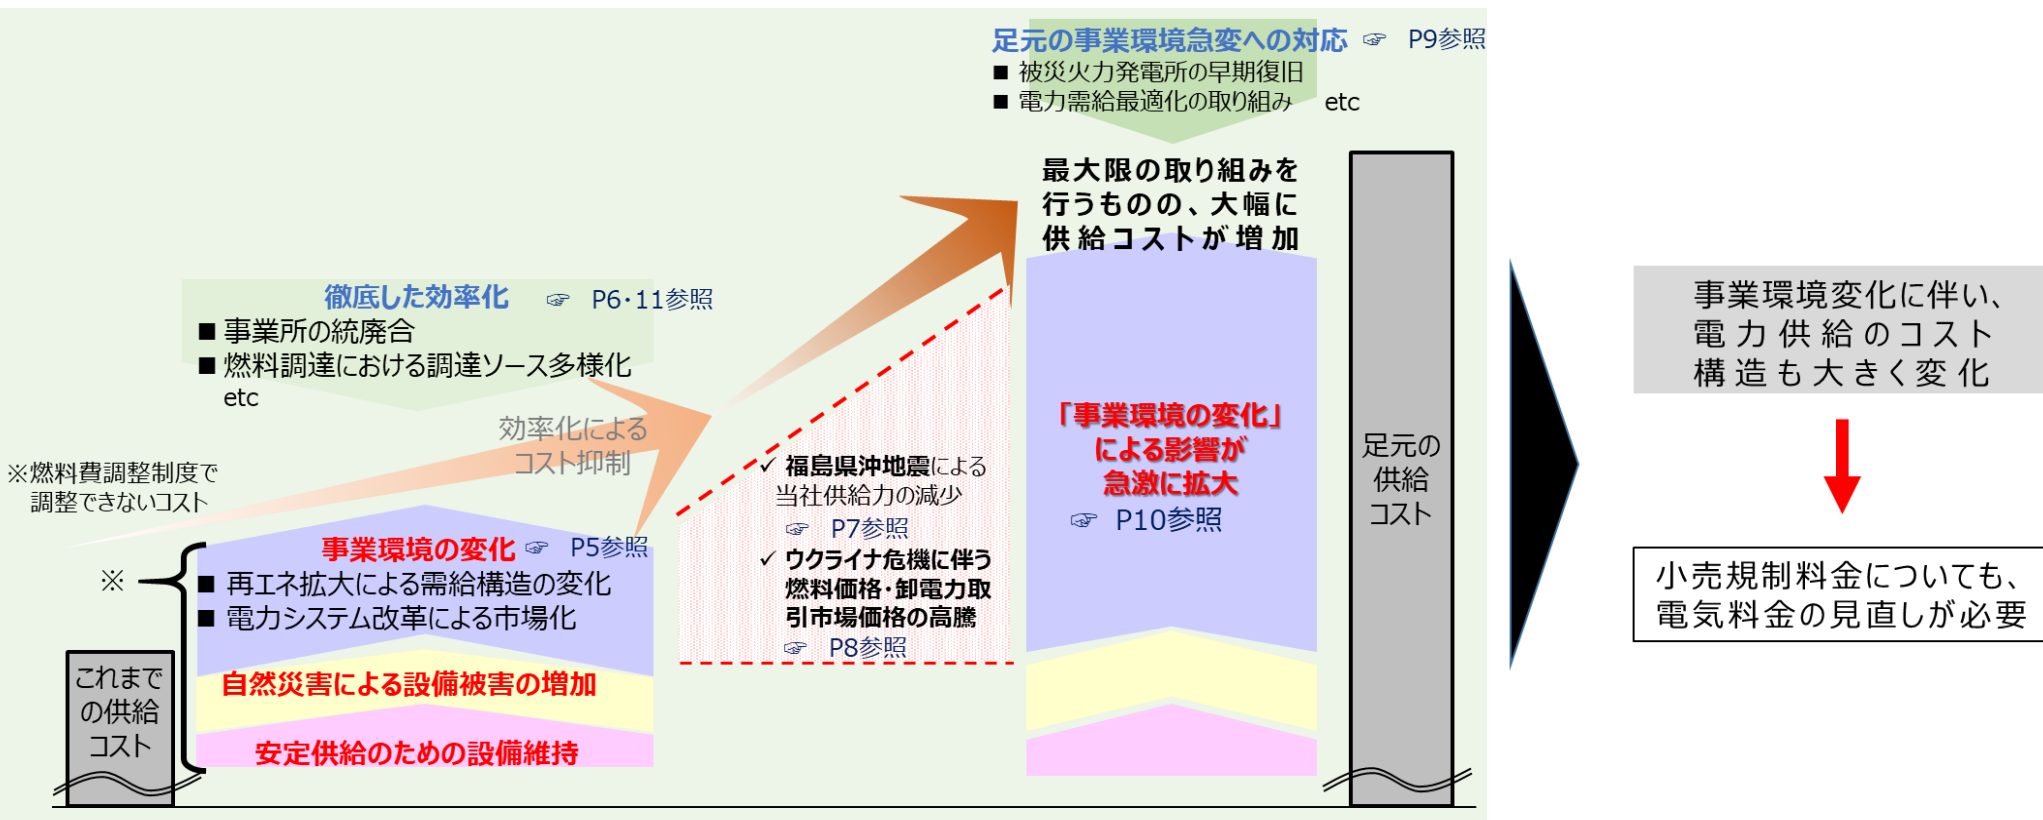 足元の事業環境急変への対応 ☞ P9参照
■ 被災火力発電所の早期復旧
■ 電力需給最適化の取り組み etc
最大限の取り組みを
行うものの、大幅に
供給コストが増加
徹底した効率化 ☞ P6・11参照
■ 事業所の統廃合
■ 燃料調達における調達ソース多様化
etc
効率化による
コスト抑制
※燃料費調整制度で
調整できないコスト
※
事業環境の変化 ☞ P5参照
■ 再エネ拡大による需給構造の変化
■ 電力システム改革による市場化
自然災害による設備被害の増加
安定供給のための設備維持
これまで
の供給
コスト
✓ 福島県沖地震による
当社供給力の減少
☞ P7参照
✓ ウクライナ危機に伴う
燃料価格・卸電力取
引市場価格の高騰
☞ P8参照
「事業環境の変化」
による影響が
急激に拡大
☞ P10参照
足元の
供給
コスト
事業環境変化に伴い、
電力供給のコスト
構造も大きく変化
小売規制料金についても、
電気料金の見直しが必要